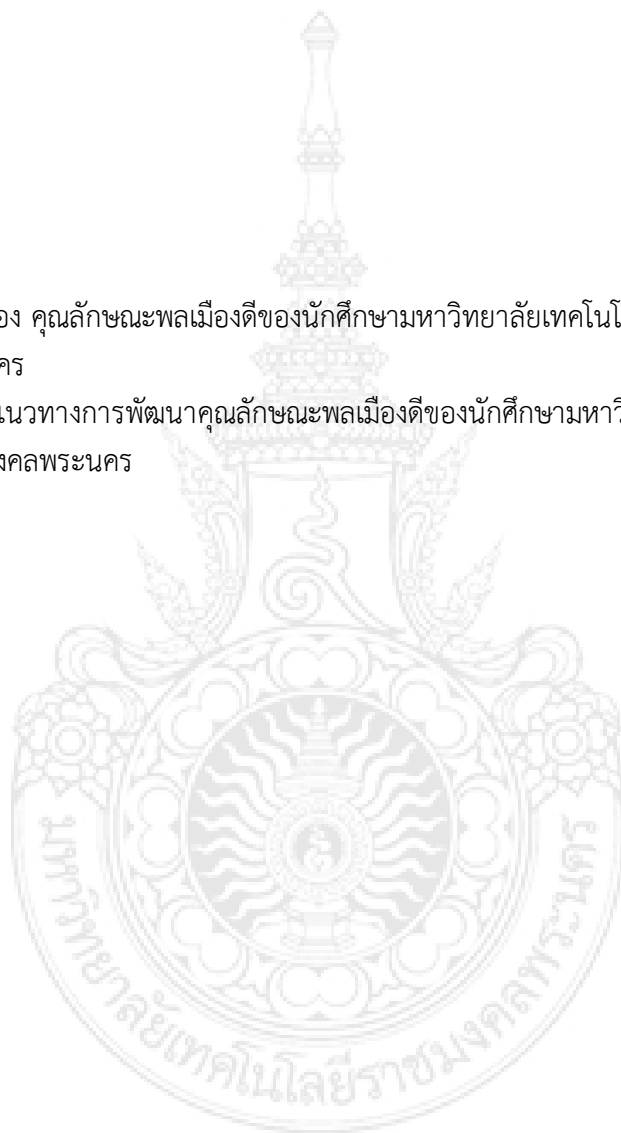 อง คุณลักษณะพลเมืองดีของนักศึกษามหาวิทยาลัยเทคโนโ
คร
นวทางการพัฒนาคุณลักษณะพลเมืองดีของนักศึกษามหาวิ
งคลพระนคร
มหาวิทยาลัยเทคโนโลยีราชมงคลพระนคร